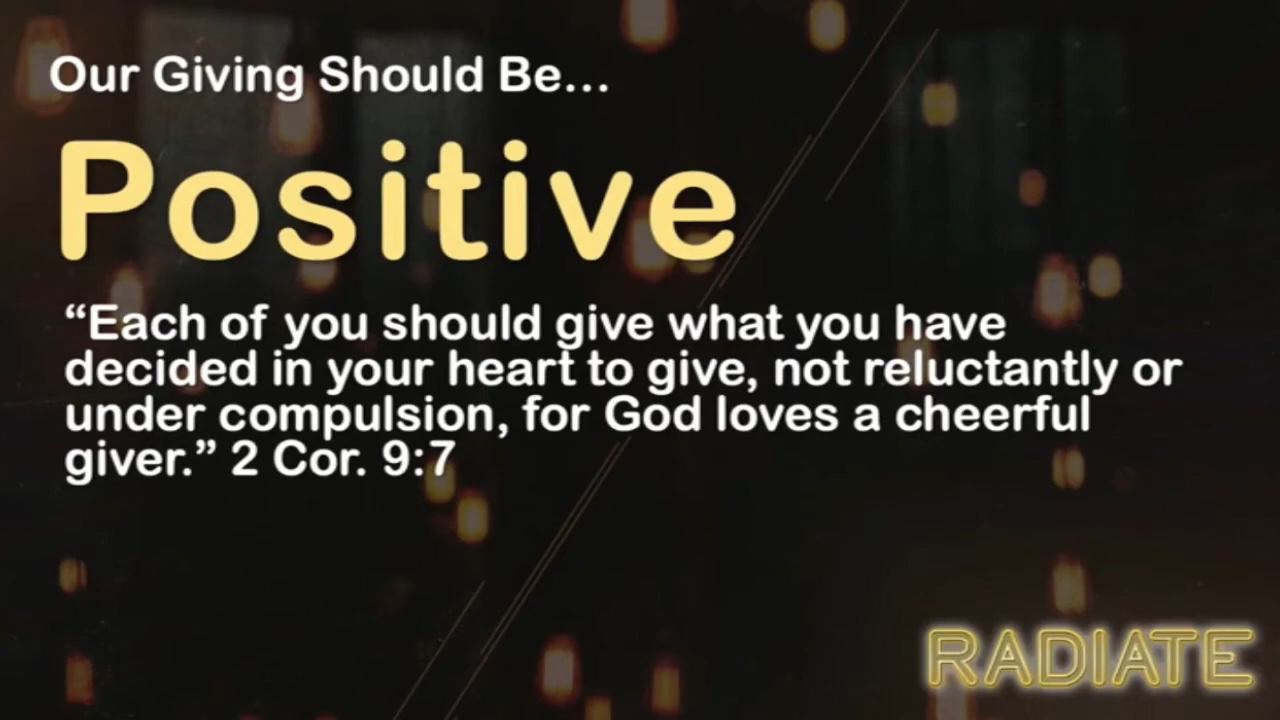 Our Giving Should Be...
Positive
“Each of you should give what you have
decided in your heart to give, not reluctantly or
under compulsion, for God loves a cheerful
giver.” 2 Cor. 9:7
RADIATE